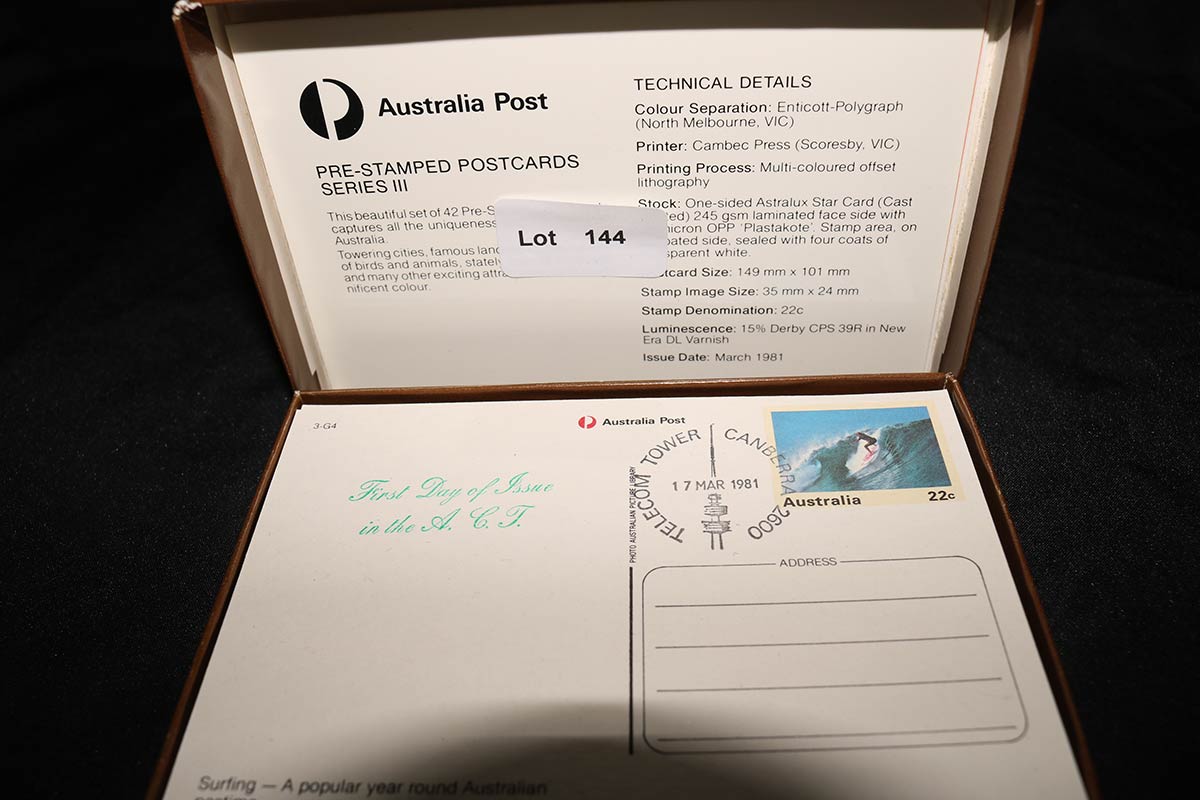 Australia Post
PRE-STAMPED POSTCARDS
SERIES III
This beautiful set of 42 Pre-S
captures all the uniqueness
Australia.
Towering cities, famous land
of birds and animals, stately
and many other exciting attra
nificent colour.
Lot 144
TECHNICAL DETAILS
Colour Separation: Enticott-Polygraph
(North Melbourne, VIC)
Printer: Cambec Press (Scoresby, VIC)
Printing Process: Multi-coloured offset
lithography
Stock: One-sided Astralux Star Card (Cast
ted) 245 gsm laminated face side with
micron OPP 'Plastakote'. Stamp area, on
oated side, sealed with four coats of
sparent white.
stcard Size: 149 mm x 101 mm
Stamp Image Size: 35 mm x 24 mm
Stamp Denomination: 22c
Luminescence: 15% Derby CPS 39R in New
Era DL Varnish
Issue Date: March 1981
3-G4
Australia Post
First Day of Issue
in the A. C. T.
TELECOM TOWER CANBERRA 2600
17 MAR 1981
Australia 22c
PHOTO AUSTRALIAN PICTURE LIBRARY
ADDRESS
Surfing — A popular year round Australian